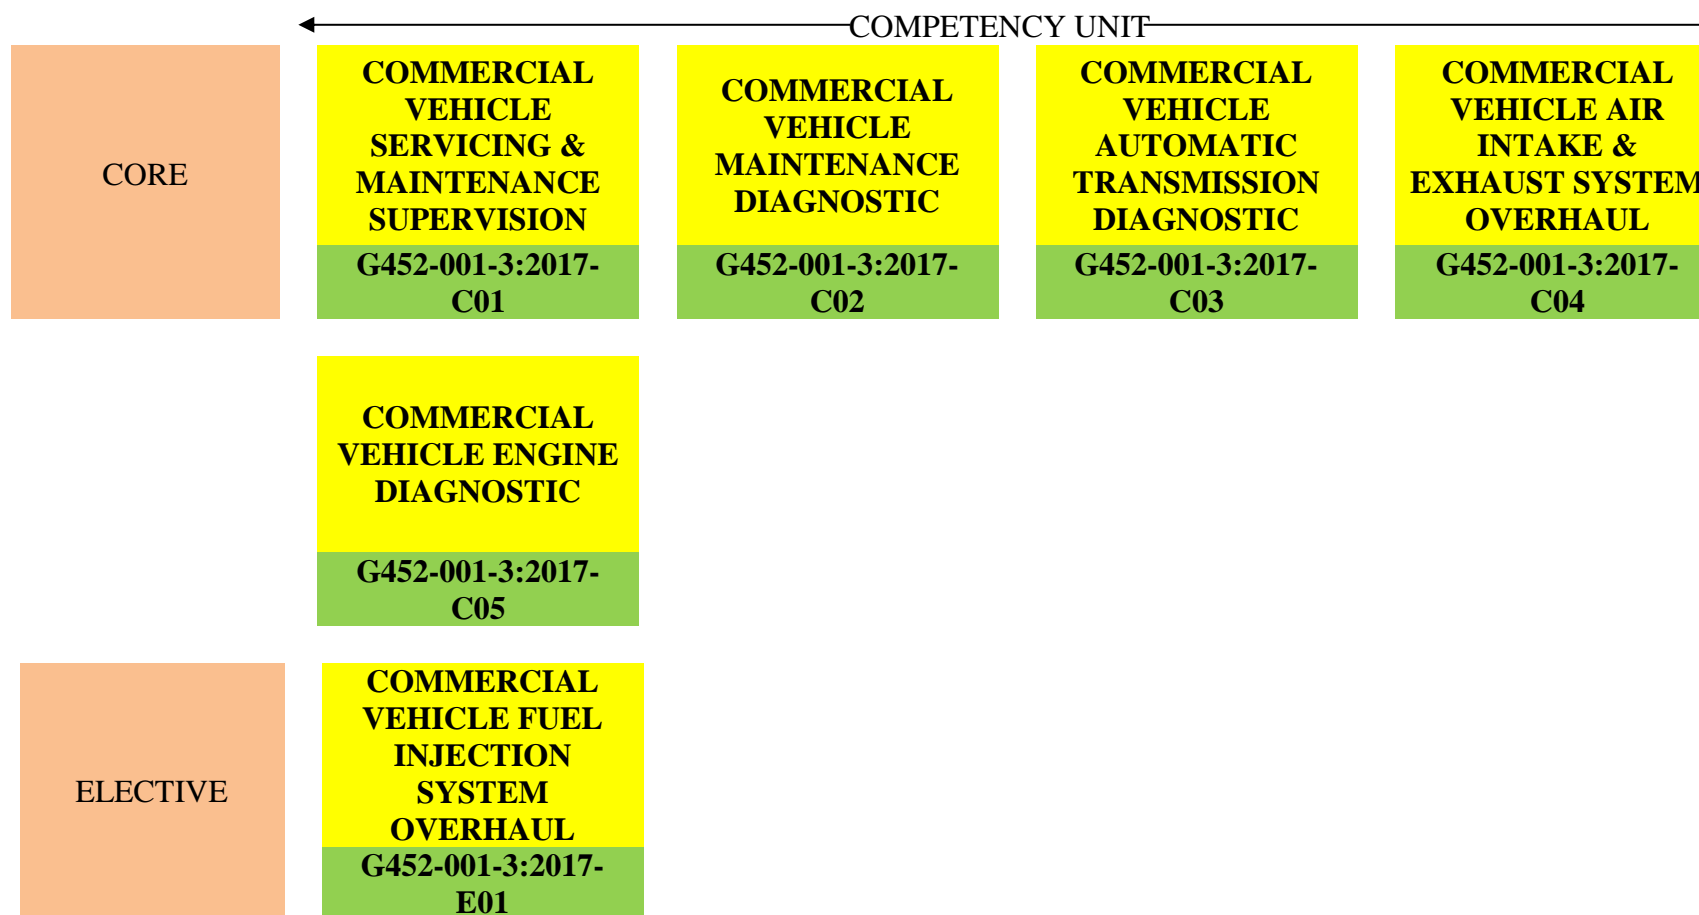 COMPETENCY UNIT
CORE
COMMERCIAL
VEHICLE
SERVICING &
MAINTENANCE
SUPERVISION
G452-001-3:2017-
C01
COMMERCIAL
VEHICLE
MAINTENANCE
DIAGNOSTIC
G452-001-3:2017-
C02
COMMERCIAL
VEHICLE
AUTOMATIC
TRANSMISSION
DIAGNOSTIC
G452-001-3:2017-
C03
COMMERCIAL
VEHICLE AIR
INTAKE &
EXHAUST SYSTEM
OVERHAUL
G452-001-3:2017-
C04
COMMERCIAL
VEHICLE ENGINE
DIAGNOSTIC
G452-001-3:2017-
C05
ELECTIVE
COMMERCIAL
VEHICLE FUEL
INJECTION
SYSTEM
OVERHAUL
G452-001-3:2017-
E01